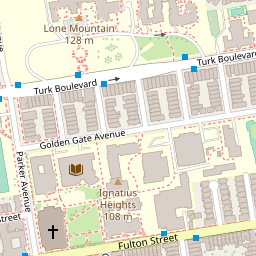 Lone Mountain
128 m
Turk Boulevard
Turk Boulevard
Golden Gate Avenue
Parker Avenue
Ignatius
Heights
108 m
Street
Fulton Street